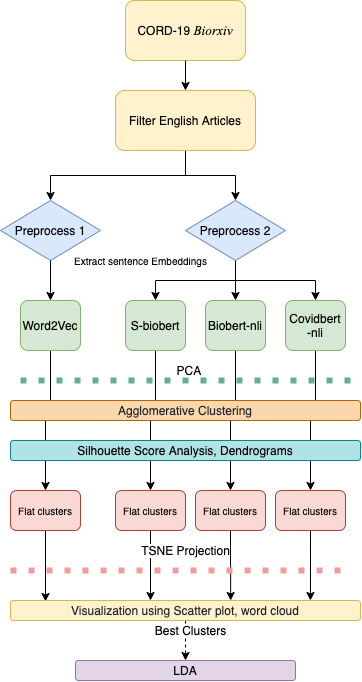 CORD-19 Biorxiv
Filter English Articles
Preprocess 1
Preprocess 2
Extract sentence Embeddings
Word2Vec
S-biobert
Biobert-nli
Covidbert
-nli
PCA
Agglomerative Clustering
Silhouette Score Analysis, Dendrograms
Flat clusters
Flat clusters
Flat clusters
Flat clusters
TSNE Projection
Visualization using Scatter plot, word cloud
Best Clusters
LDA